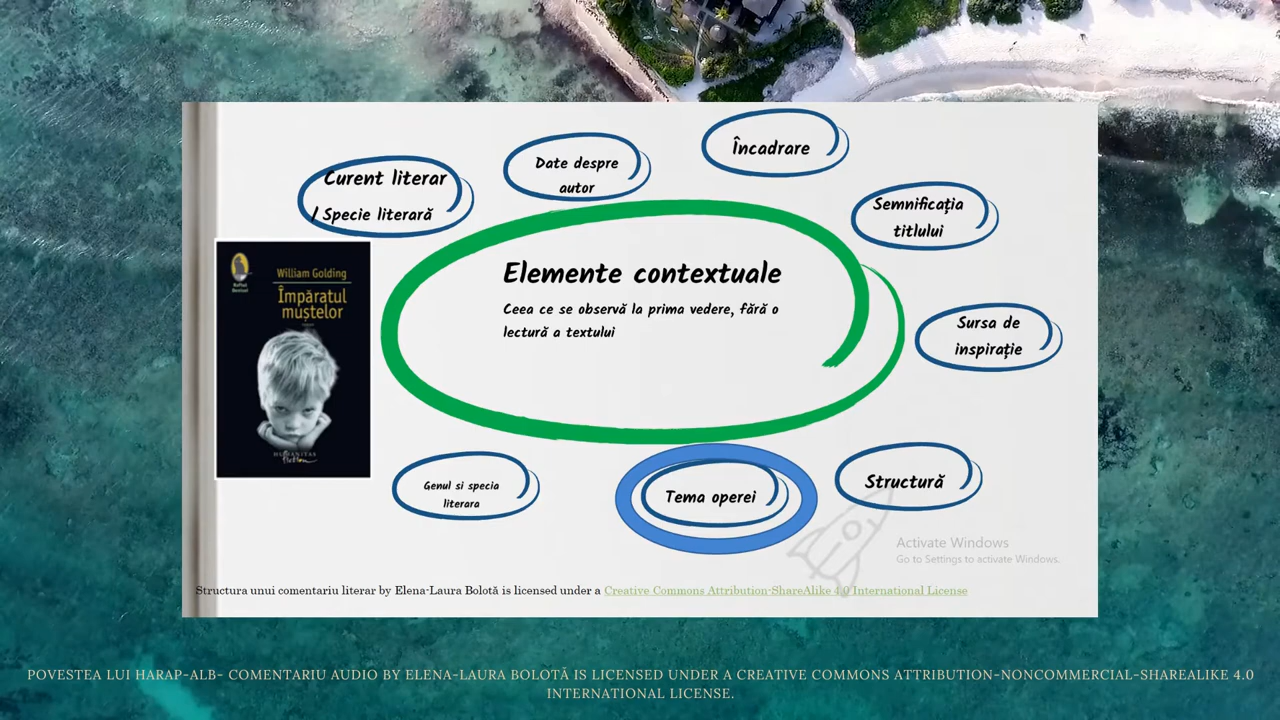 Încadrare
Date despre
autor
Curent literar
/ Specie literară
Semnificația
titlului
Elemente contextuale
Ceea ce se observă la prima vedere, fără o
lectură a textului
William Golding
Împăratul
muștelor
Sursa de
inspirație
HUMANITAS
fiction
Genul si specia
literara
Tema operei
Structură
Activate Windows
Go to Settings to activate Windows.
Structura unui comentariu literar by Elena-Laura Bolotă is licensed under a Creative Commons Attribution-ShareAlike 4.0 International License
POVESTEA LUI HARAP-ALB- COMENTARIU AUDIO BY ELENA-LAURA BOLOTĂ IS LICENSED UNDER A CREATIVE COMMONS ATTRIBUTION-NONCOMMERCIAL-SHAREALIKE 4.0
INTERNATIONAL LICENSE.